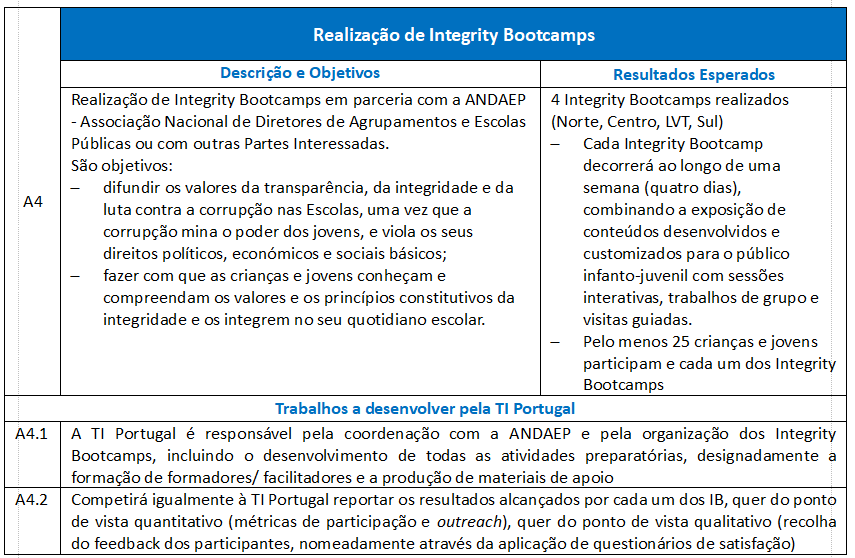 Realização de Integrity Bootcamps
Descrição e Objetivos
Resultados Esperados
A4
Realização de Integrity Bootcamps em parceria com a ANDAEP
- Associação Nacional de Diretores de Agrupamentos e Escolas
Públicas ou com outras Partes Interessadas.
São objetivos:
– difundir os valores da transparência, da integridade e da
luta contra a corrupção nas Escolas, uma vez que a
corrupção mina o poder dos jovens, e viola os seus
direitos políticos, económicos e sociais básicos;
– fazer com que as crianças e jovens conheçam e
compreendam os valores e os princípios constitutivos da
integridade e os integrem no seu quotidiano escolar.
4 Integrity Bootcamps realizados
(Norte, Centro, LVT, Sul)
– Cada Integrity Bootcamp
decorrerá ao longo de uma
semana (quatro dias),
combinando a exposição de
conteúdos desenvolvidos e
customizados para o público
infanto-juvenil com sessões
interativas, trabalhos de grupo e
visitas guiadas.
– Pelo menos 25 crianças e jovens
participam e cada um dos Integrity
Bootcamps
Trabalhos a desenvolver pela TI Portugal
A4.1
A TI Portugal é responsável pela coordenação com a ANDAEP e pela organização dos Integrity
Bootcamps, incluindo o desenvolvimento de todas as atividades preparatórias, designadamente a
formação de formadores/ facilitadores e a produção de materiais de apoio
A4.2
Competirá igualmente à TI Portugal reportar os resultados alcançados por cada um dos IB, quer do ponto
de vista quantitativo (métricas de participação e outreach), quer do ponto de vista qualitativo (recolha
do feedback dos participantes, nomeadamente através da aplicação de questionários de satisfação)